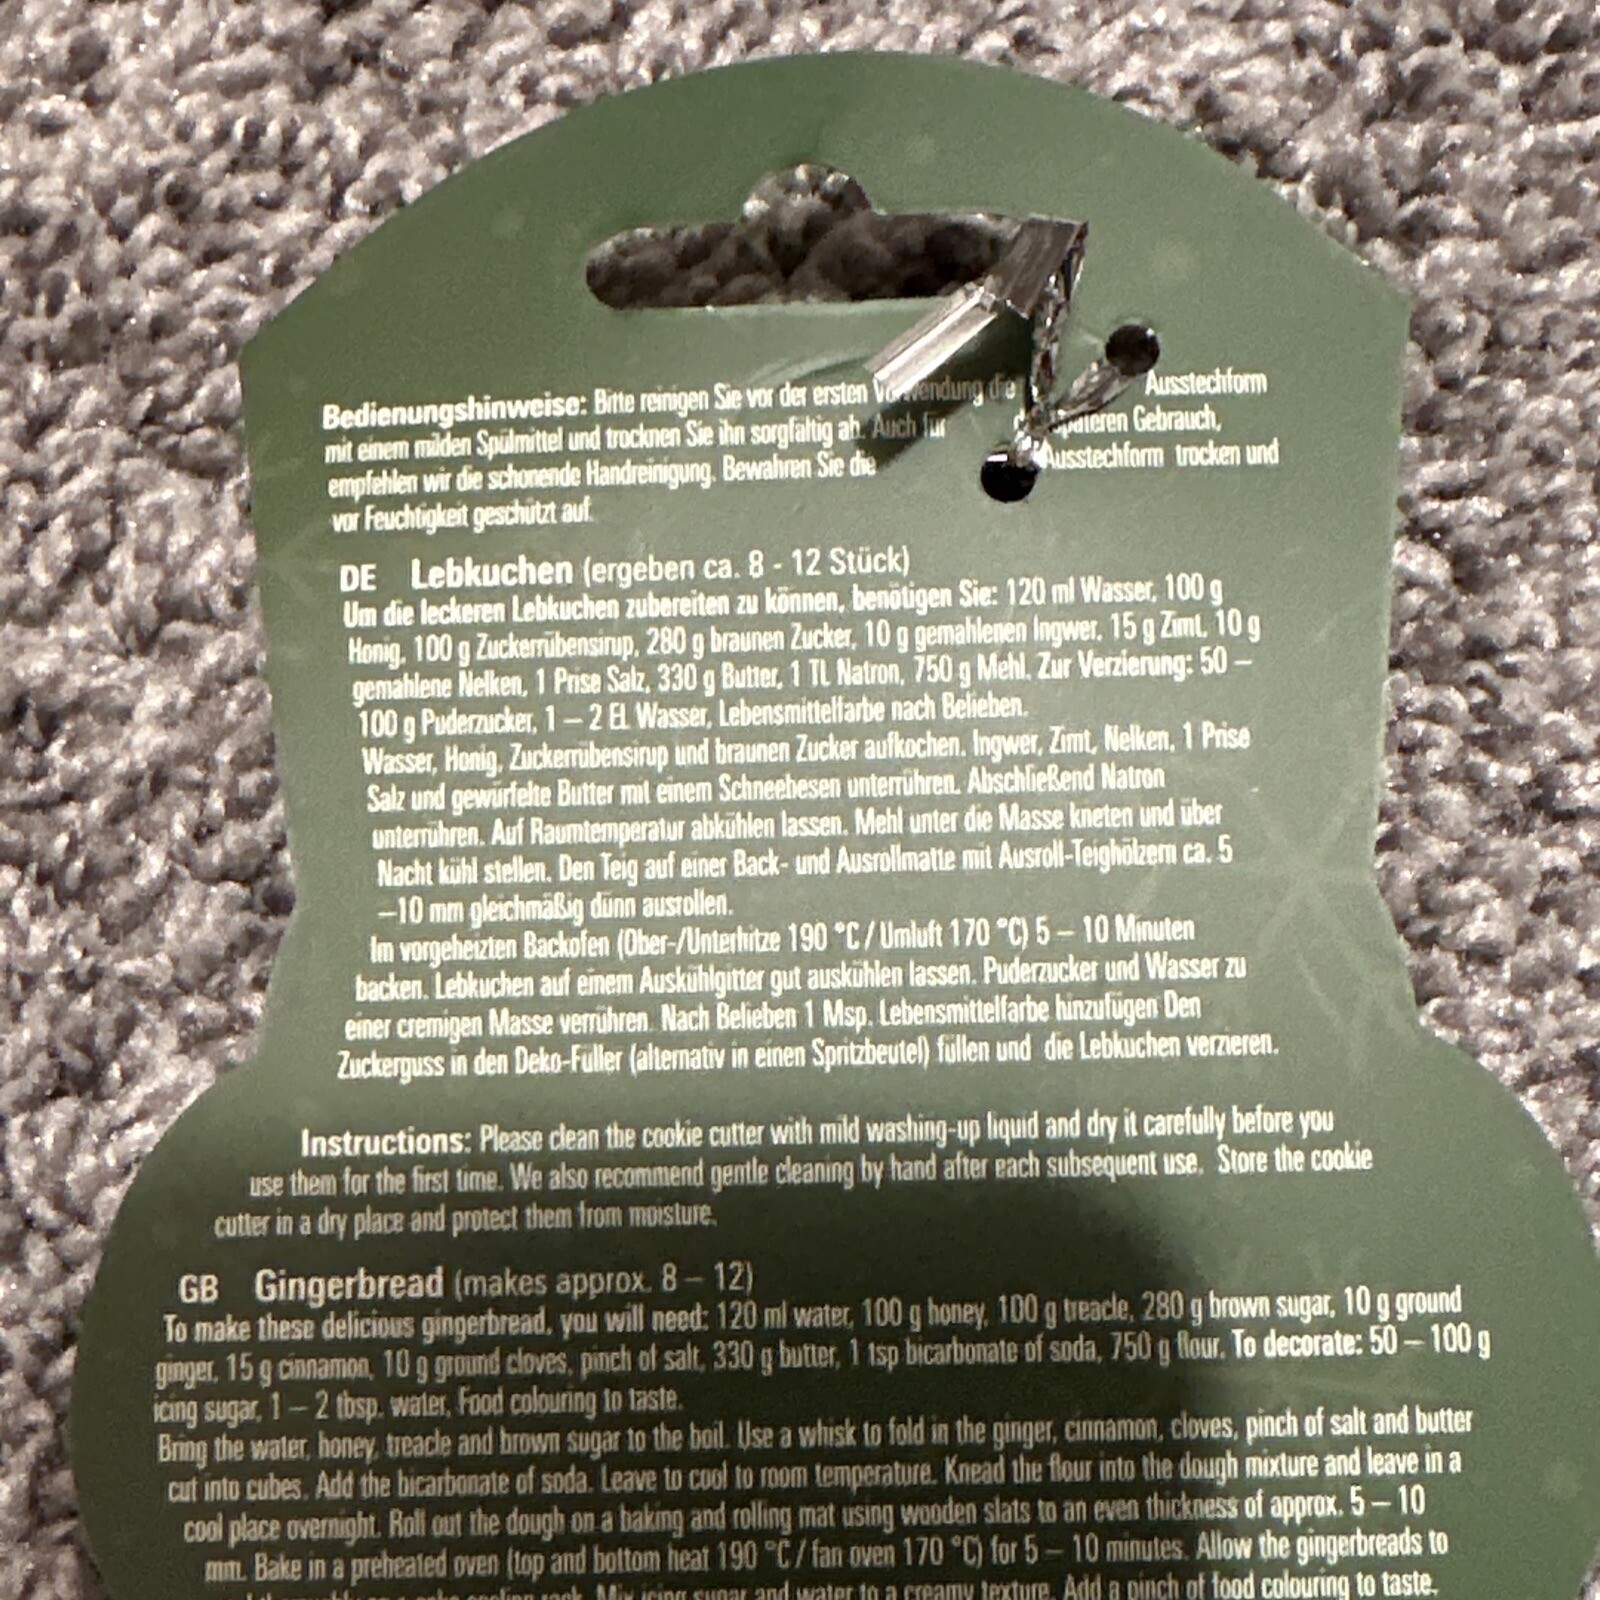 Bedienungshinweise: Bitte reinigen Sie vor der ersten Verwendung die Ausstechform
mit einem milden Spülmittel und trocknen Sie ihn sorgfältig ab. Auch für den späteren Gebrauch,
empfehlen wir die schonende Handreinigung. Bewahren Sie die Ausstechform trocken und
vor Feuchtigkeit geschützt auf.
DE Lebkuchen (ergeben ca. 8 - 12 Stück)
Um die leckeren Lebkuchen zubereiten zu können, benötigen Sie: 120 ml Wasser, 100 g
Honig, 100 g Zuckerrübensirup, 280 g braunen Zucker, 10 g gemahlenen Ingwer, 15 g Zimt, 10 g
gemahlene Nelken, 1 Prise Salz, 330 g Butter, 1 TL Natron, 750 g Mehl. Zur Verzierung: 50 –
100 g Puderzucker, 1 – 2 EL Wasser, Lebensmittelfarbe nach Belieben.
Wasser, Honig, Zuckerrübensirup und braunen Zucker aufkochen. Ingwer, Zimt, Nelken, 1 Prise
Salz und gewürfelte Butter mit einem Schneebesen unterrühren. Abschließend Natron
unterrühren. Auf Raumtemperatur abkühlen lassen. Mehl unter die Masse kneten und über
Nacht kühl stellen. Den Teig auf einer Back- und Ausrollmatte mit Ausroll-Teighölzern ca. 5
–10 mm gleichmäßig dünn ausrollen.
Im vorgeheizten Backofen (Ober-/Unterhitze 190 °C / Umluft 170 °C) 5 – 10 Minuten
backen. Lebkuchen auf einem Auskühlgitter gut auskühlen lassen. Puderzucker und Wasser zu
einer cremigen Masse verrühren. Nach Belieben 1 Msp. Lebensmittelfarbe hinzufügen Den
Zuckerguss in den Deko-Füller (alternativ in einen Spritzbeutel) füllen und die Lebkuchen verzieren.
Instructions: Please clean the cookie cutter with mild washing-up liquid and dry it carefully before you
use them for the first time. We also recommend gentle cleaning by hand after each subsequent use. Store the cookie
cutter in a dry place and protect them from moisture.
GB Gingerbread (makes approx. 8 – 12)
To make these delicious gingerbread, you will need: 120 ml water, 100 g honey, 100 g treacle, 280 g brown sugar, 10 g ground
ginger, 15 g cinnamon, 10 g ground cloves, pinch of salt, 330 g butter, 1 tsp bicarbonate of soda, 750 g flour. To decorate: 50 – 100 g
icing sugar, 1 – 2 tbsp. water, Food colouring to taste.
Bring the water, honey, treacle and brown sugar to the boil. Use a whisk to fold in the ginger, cinnamon, cloves, pinch of salt and butter
cut into cubes. Add the bicarbonate of soda. Leave to cool to room temperature. Knead the flour into the dough mixture and leave in a
cool place overnight. Roll out the dough on a baking and rolling mat using wooden slats to an even thickness of approx. 5 – 10
mm. Bake in a preheated oven (top and bottom heat 190 °C / fan oven 170 °C) for 5 – 10 minutes. Allow the gingerbreads to
cooling rack. Mix icing sugar and water to a creamy texture. Add a pinch of food colouring to taste.